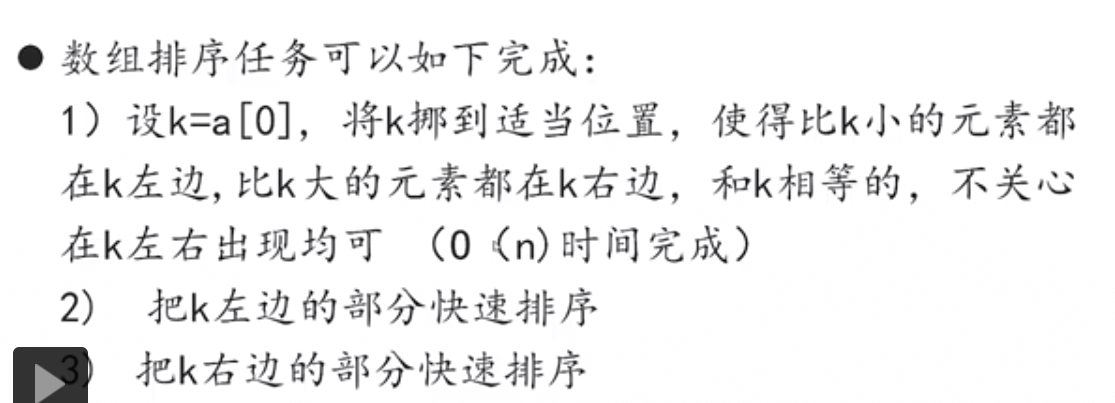 ● 数组排序任务可以如下完成：
1）设k=a[0]，将k挪到适当位置，使得比k小的元素都
在k左边,比k大的元素都在k右边，和k相等的，不关心
在k左右出现均可 （O（n)时间完成）
2) 把k左边的部分快速排序
3) 把k右边的部分快速排序